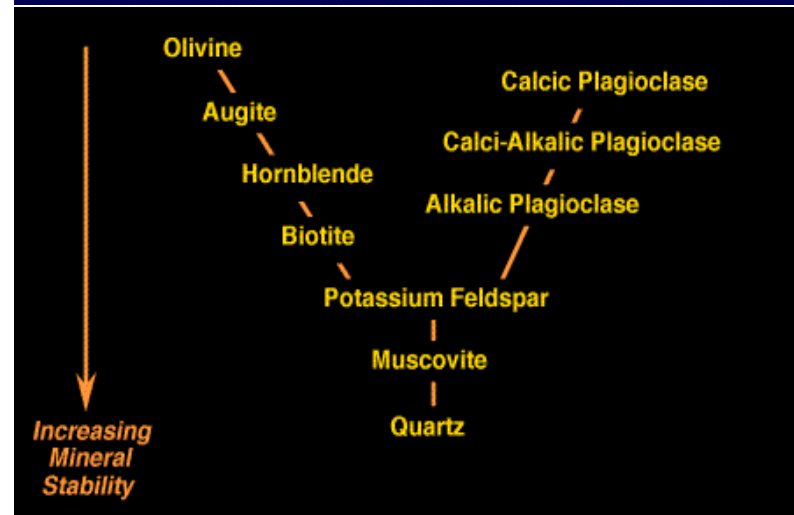 Olivine
Calcic Plagioclase
Augite
Calci-Alkalic Plagioclase
Hornblende
Alkalic Plagioclase
Biotite
Potassium Feldspar
Muscovite
Quartz
Increasing
Mineral
Stability